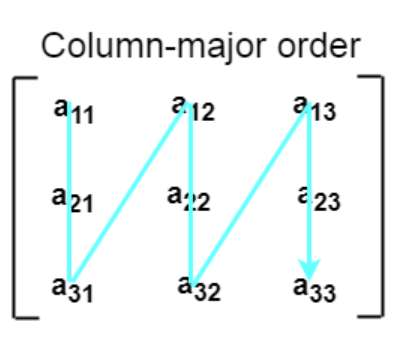 Column-major order
a11 a12 a13
a21 a22 a23
a31 a32 a33